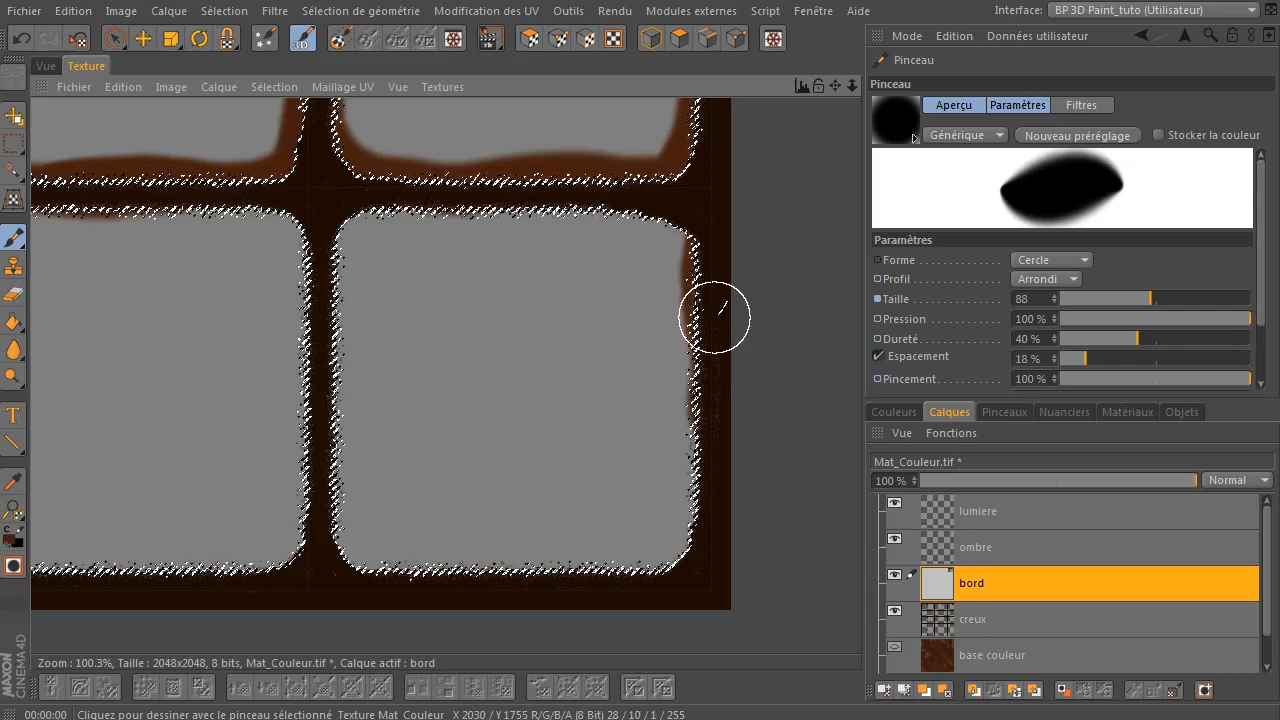 Fichier Edition Image Calque Sélection Filtre Sélection de géométrie Modification des UV Outils Rendu Modules externes Script Fenêtre Aide Interface: BP 3D Paint_tuto (Utilisateur)
3D
Mode Edition Données utilisateur
Vue Texture
Pinceau
Fichier Edition Image Calque Sélection Maillage UV Vue Textures
Pinceau
Aperçu Paramètres Filtres
Générique Nouveau préréglage Stocker la couleur
Paramètres
Forme Cercle
Profil Arrondi
Taille 88
Pression 100 %
Dureté 40 %
Espacement 18 %
Pincement 100 %
Couleurs Calques Pinceaux Nuanciers Matériaux Objets
Vue Fonctions
Mat_Couleur.tif *
100 % Normal
lumiere
ombre
bord
creux
base couleur
T
C
MAXON
CINEMA 4D
Zoom : 100.3%, Taille : 2048x2048, 8 bits, Mat_Couleur.tif *, Calque actif : bord
00:00:00 Cliquez pour dessiner avec le pinceau sélectionné Texture Mat_Couleur X 2030 / Y 1755 R/G/B/A (8 Bit) 28 / 10 / 1 / 255